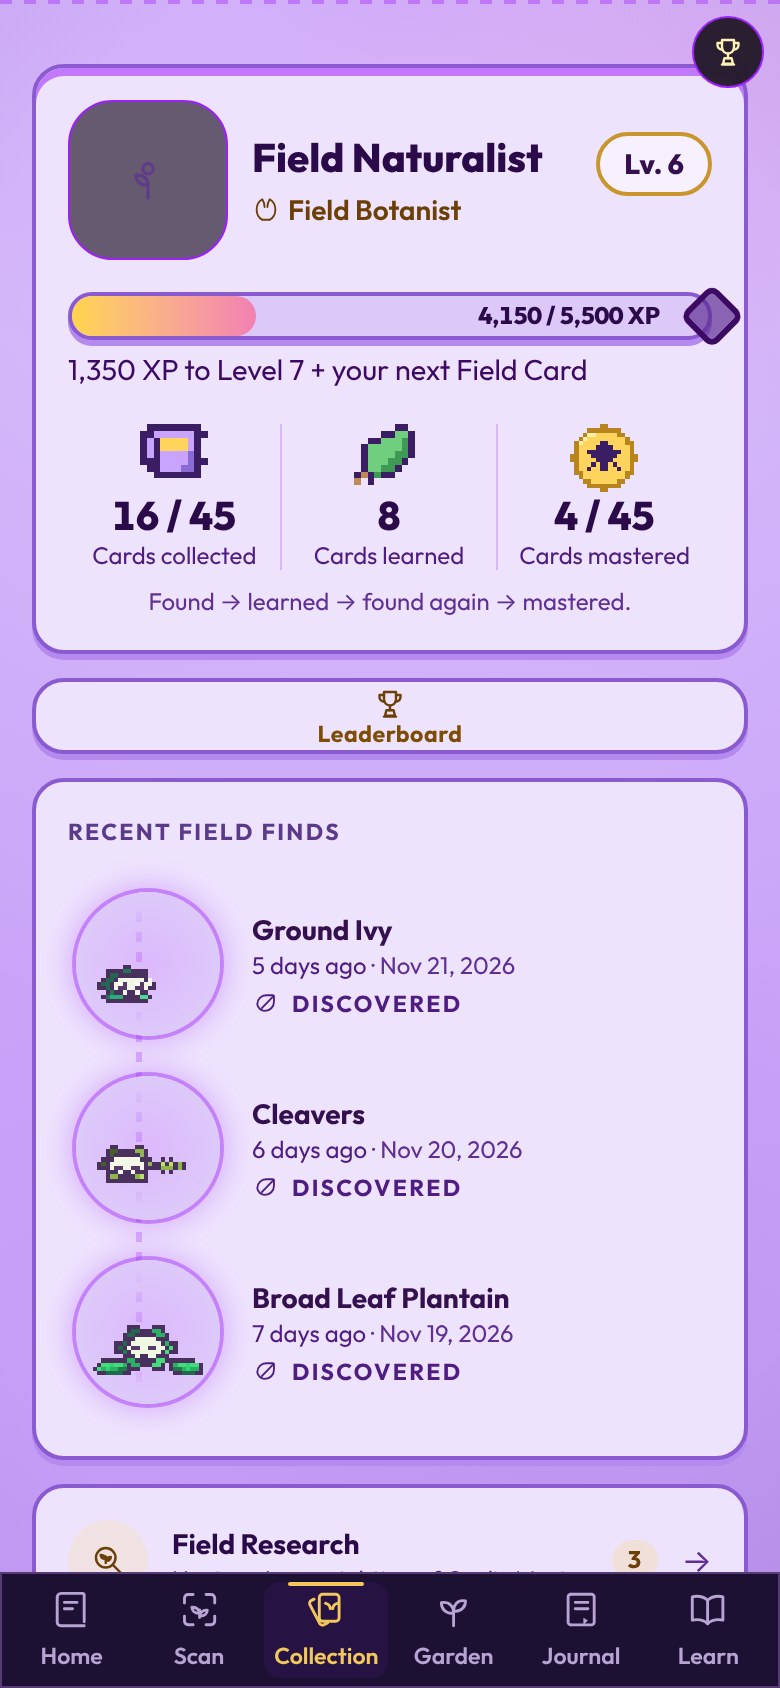 Field Naturalist
Lv. 6
Field Botanist
4,150 / 5,500 XP
1,350 XP to Level 7 + your next Field Card
16 / 45
Cards collected
8
Cards learned
4 / 45
Cards mastered
Found → learned → found again → mastered.
Leaderboard
RECENT FIELD FINDS
Ground Ivy
5 days ago · Nov 21, 2026
DISCOVERED
Cleavers
6 days ago · Nov 20, 2026
DISCOVERED
Broad Leaf Plantain
7 days ago · Nov 19, 2026
DISCOVERED
Field Research
3
Home
Scan
Collection
Garden
Journal
Learn